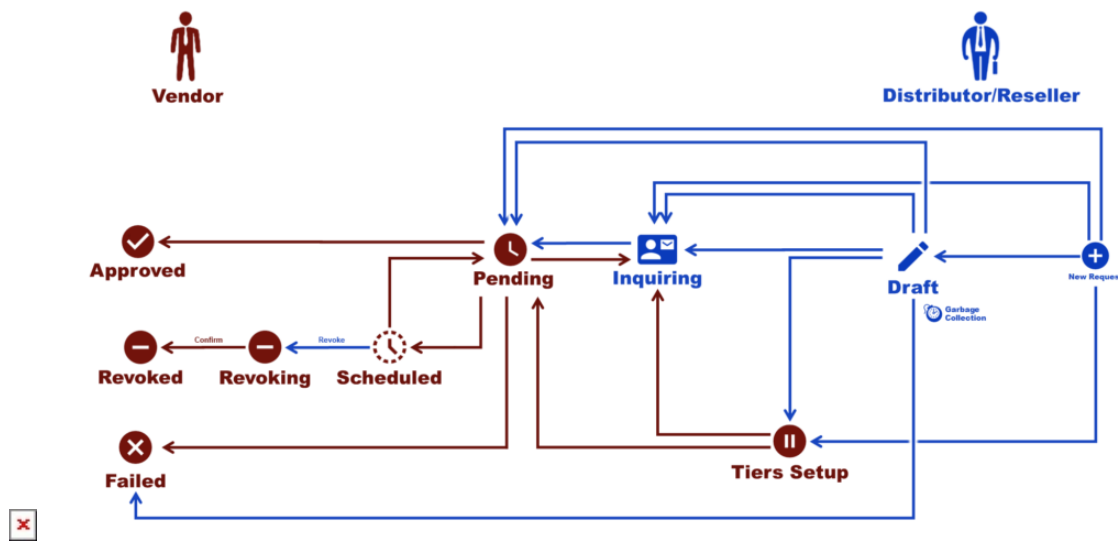 Vendor
Distributor/Reseller
Approved
Pending
Inquiring
Draft
New Reques
Garbage
Collection
Confirm
Revoke
Revoked
Revoking
Scheduled
Failed
Tiers Setup